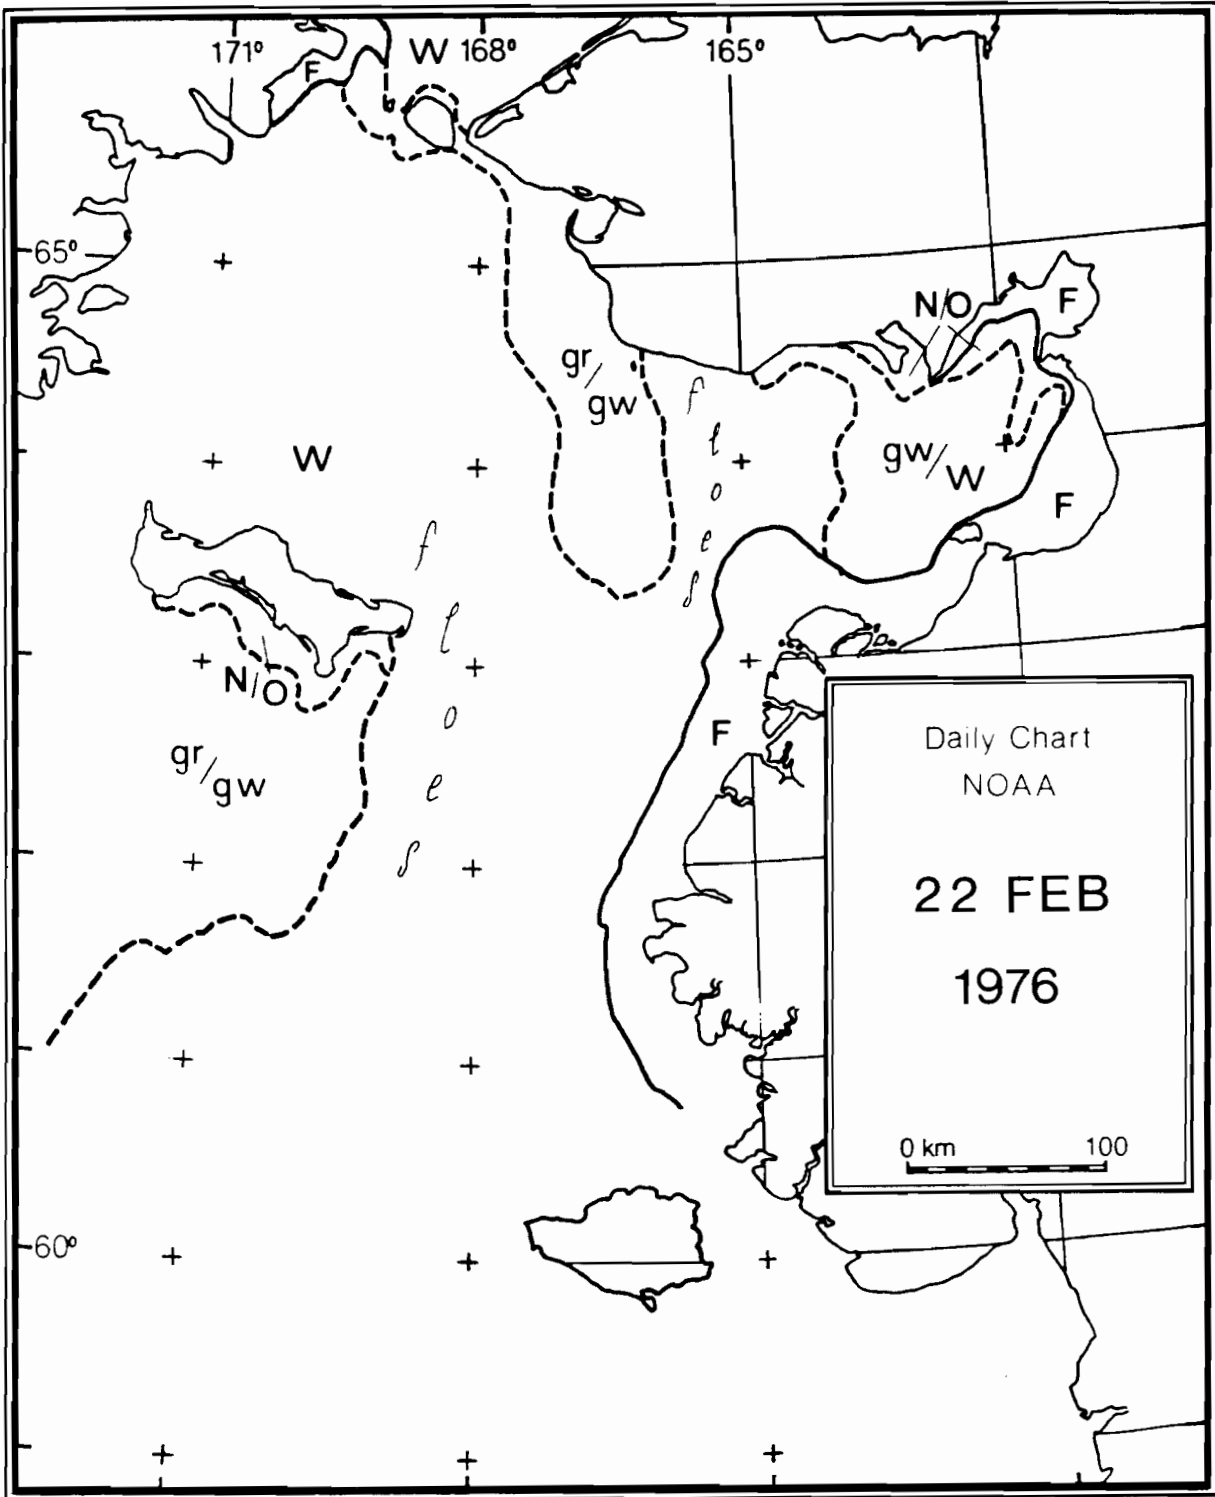 171°
W 168°
165°
F
65°
N/O
F
gr/
gw
floes
W
gw/W
F
floes
N/O
gr/gw
F
Daily Chart
NOAA
22 FEB
1976
0 km 100
60°